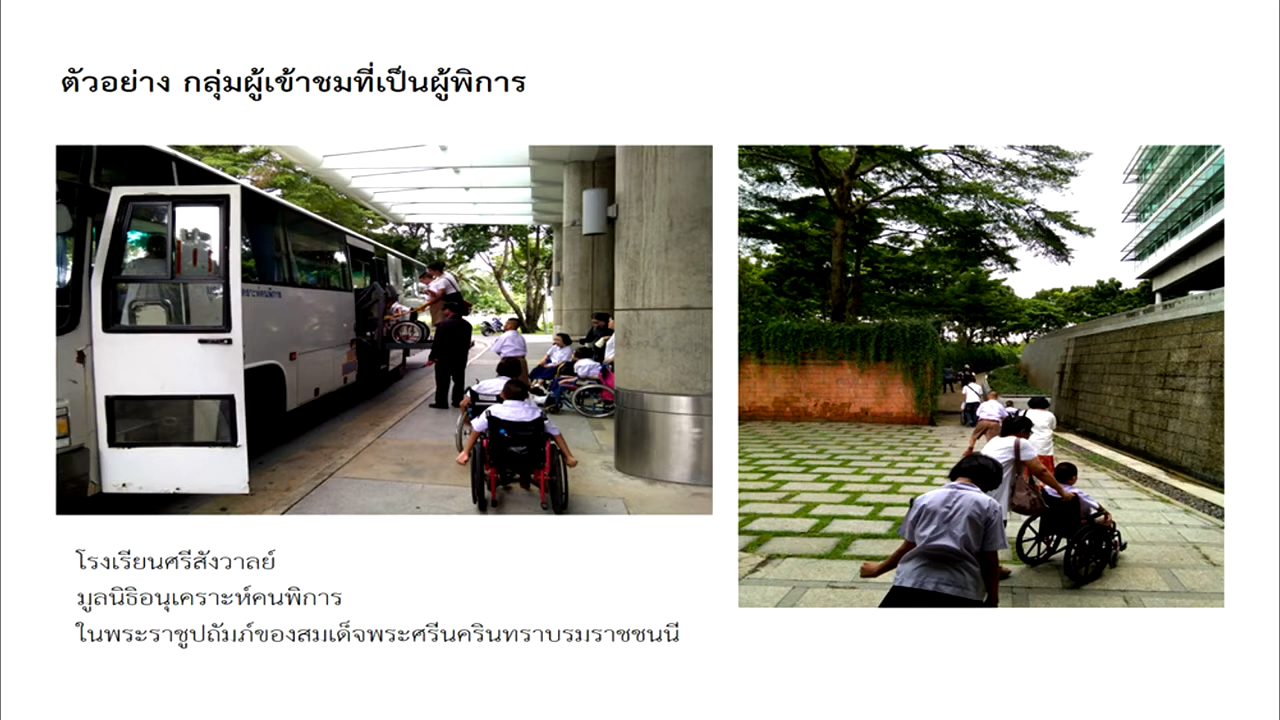 ตัวอย่าง กลุ่มผู้เข้าชมที่เป็นผู้พิการ
โรงเรียนศรีสังวาลย์
มูลนิธิอนุเคราะห์คนพิการ
ในพระราชูปถัมภ์ของสมเด็จพระศรีนครินทราบรมราชชนนี